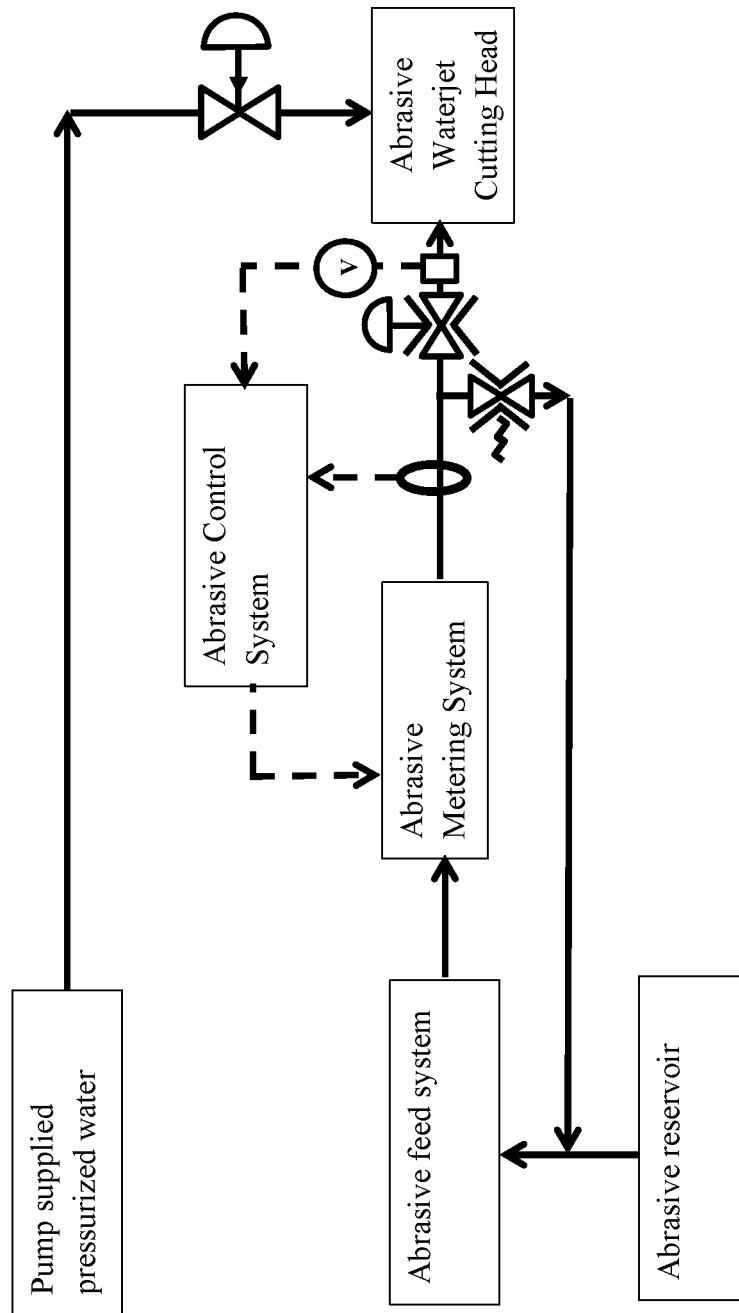 Pump supplied
pressurized water
Abrasive Control
System
v
Abrasive
Waterjet
Cutting Head
Abrasive feed system
Abrasive
Metering System
Abrasive reservoir